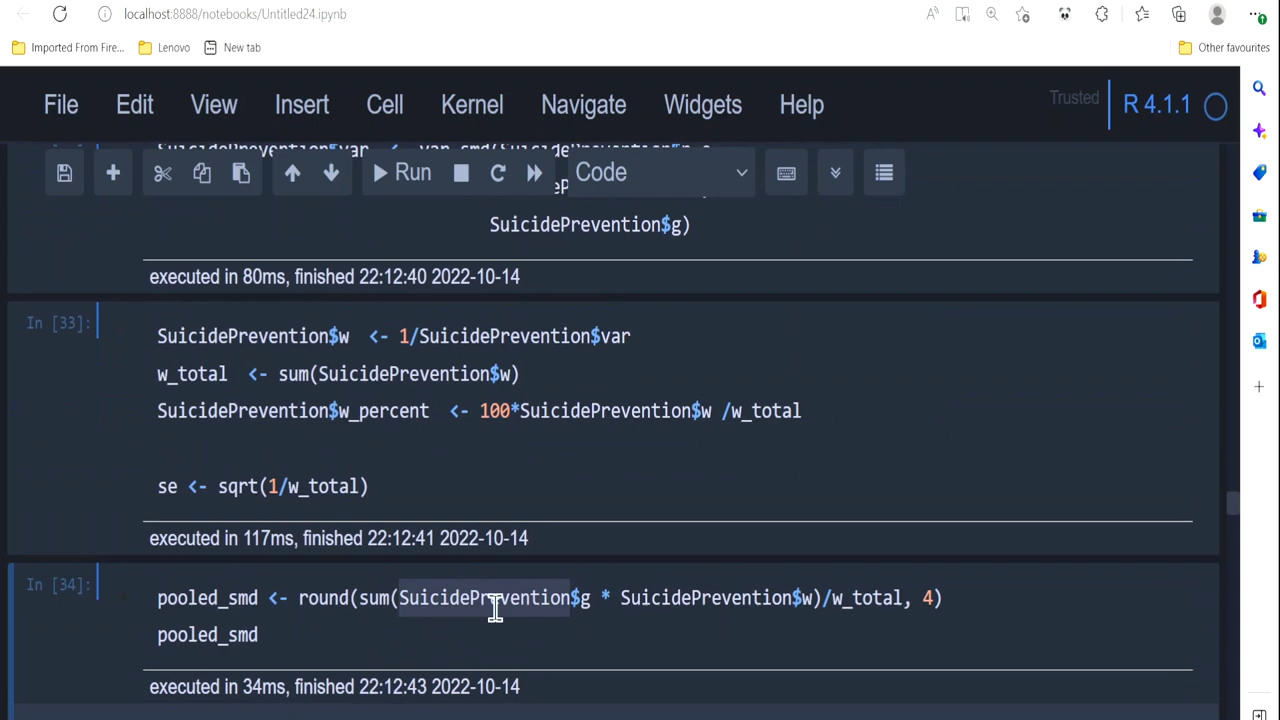 localhost:8888/notebooks/Untitled24.ipynb
Imported From Fire... Lenovo New tab Other favourites
File Edit View Insert Cell Kernel Navigate Widgets Help Trusted R 4.1.1
Run Code
SuicidePrevention$g)
executed in 80ms, finished 22:12:40 2022-10-14
In [33]:
SuicidePrevention$w <- 1/SuicidePrevention$var
w_total <- sum(SuicidePrevention$w)
SuicidePrevention$w_percent <- 100*SuicidePrevention$w /w_total
se <- sqrt(1/w_total)
executed in 117ms, finished 22:12:41 2022-10-14
In [34]:
pooled_smd <- round(sum(SuicidePrevention$g * SuicidePrevention$w)/w_total, 4)
pooled_smd
executed in 34ms, finished 22:12:43 2022-10-14